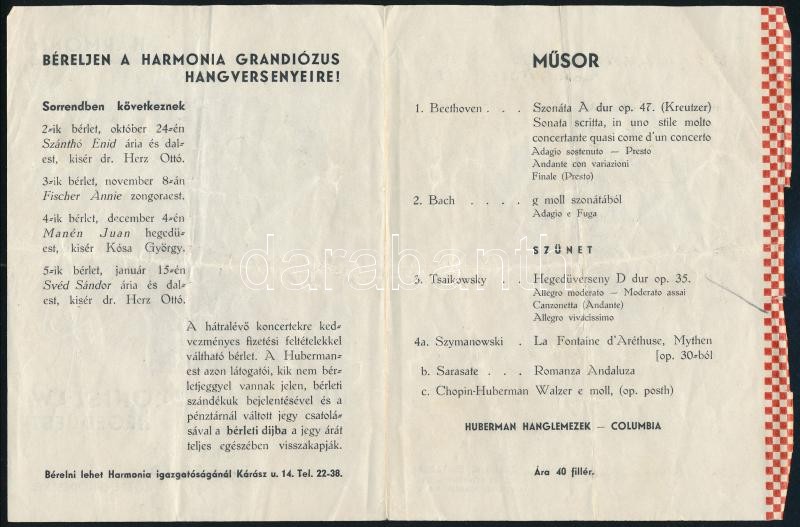 BÉRELJEN A HARMONIA GRANDIÓZUS
HANGVERSENYEIRE!
Sorrendben következnek
2-ik bérlet, október 24-én
Szánthó Enid ária és dal-
est, kisér dr. Herz Ottó.
3-ik bérlet, november 8-án
Fischer Annie zongoraest.
4-ik bérlet, december 4-én
Manén Juan hegedü-
est, kisér Kósa György.
5-ik bérlet, január 15-én
Svéd Sándor ária és dal-
est, kisér dr. Herz Ottó.
A hátralévő koncertekre ked-
vezményes fizetési feltételekkel
váltható bérlet. A Huberman-
est azon látogatói, kik nem bér-
letjeggyel vannak jelen, bérleti
szándékuk bejelentésével és a
pénztárnál váltott jegy csatolá-
sával a bérleti dijba a jegy árát
teljes egészében visszakapják.
Bérelni lehet Harmonia igazgatóságánál Kárász u. 14. Tel. 22-38.
MŰSOR
1. Beethoven . . . Szonáta A dur op. 47. (Kreutzer)
Sonata scritta, in uno stile molto
concertante quasi come d'un concerto
Adagio sostenuto — Presto
Andante con variazioni
Finale (Presto)
2. Bach . . . . g moll szonátából
Adagio e Fuga
SZÜNET
3. Tsaikowsky . . Hegedüverseny D dur op. 35.
Allegro moderato — Moderato assai
Canzonetta (Andante)
Allegro vivácissimo
4a. Szymanowski . La Fontaine d'Aréthuse, Mythen
[op. 30-ból
b. Sarasate . . . Romanza Andaluza
c. Chopin-Huberman Walzer e moll, (op. posth)
HUBERMAN HANGLEMEZEK — COLUMBIA
Ára 40 fillér.
darabanth